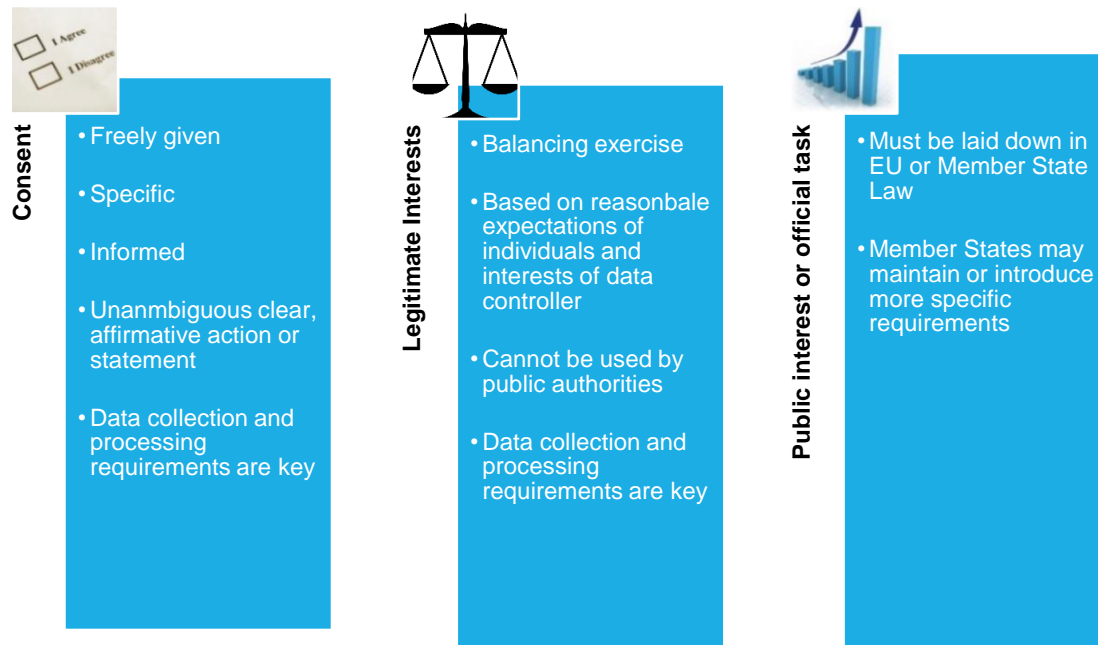 I Agree
I Disagree
Consent
• Freely given
• Specific
• Informed
• Unanmbiguous clear,
affirmative action or
statement
• Data collection and
processing
requirements are key
Legitimate Interests
• Balancing exercise
• Based on reasonbale
expectations of
individuals and
interests of data
controller
• Cannot be used by
public authorities
• Data collection and
processing
requirements are key
Public interest or official task
• Must be laid down in
EU or Member State
Law
• Member States may
maintain or introduce
more specific
requirements